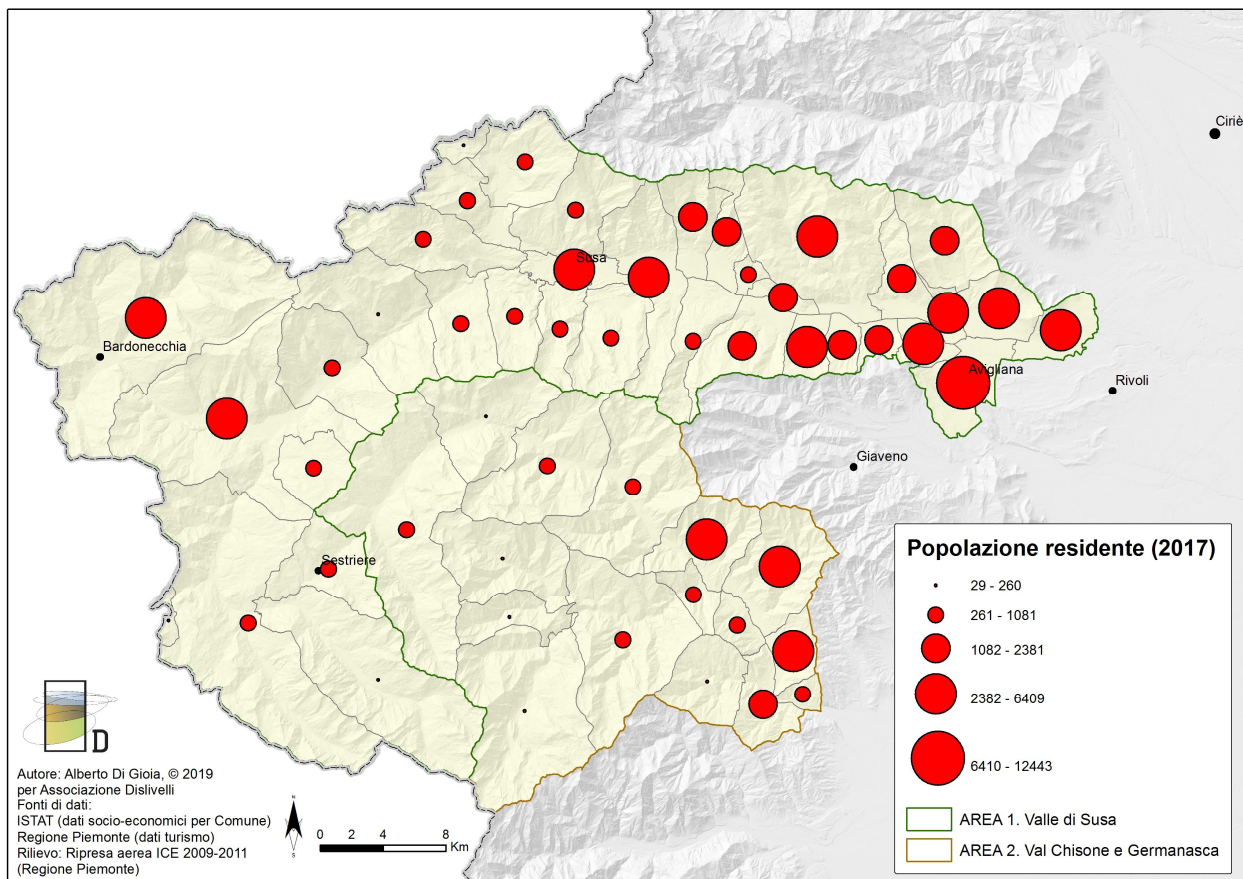 Ciriè
Susa
Bardonecchia
Avigliana
Rivoli
Giaveno
Sestriere
Popolazione residente (2017)
29 - 260
261 - 1081
1082 - 2381
2382 - 6409
6410 - 12443
AREA 1. Valle di Susa
AREA 2. Val Chisone e Germanasca
D
Autore: Alberto Di Gioia, © 2019
per Associazione Dislivelli
Fonti di dati:
ISTAT (dati socio-economici per Comune)
Regione Piemonte (dati turismo)
Rilievo: Ripresa aerea ICE 2009-2011
(Regione Piemonte)
N
S
0 4 8
Km